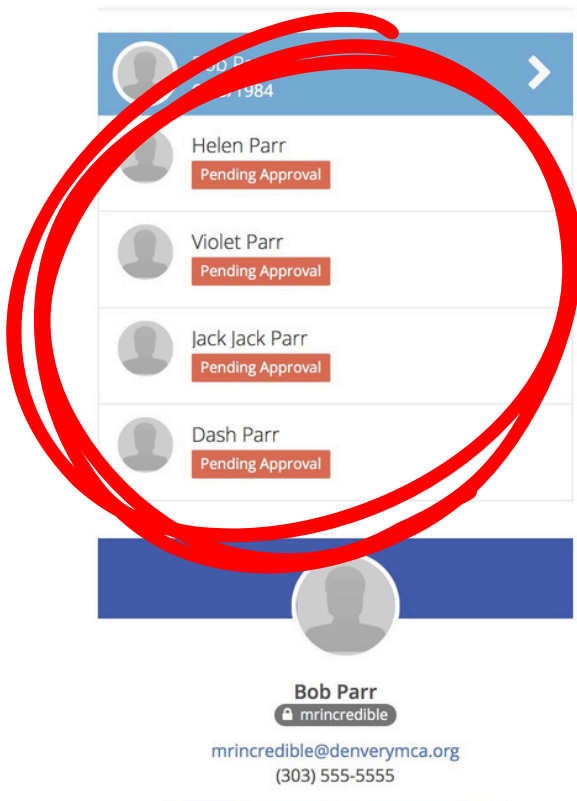 1984
Helen Parr
Pending Approval
Violet Parr
Pending Approval
Jack Jack Parr
Pending Approval
Dash Parr
Pending Approval
Bob Parr
mrincredible
mrincredible@denverymca.org
(303) 555-5555